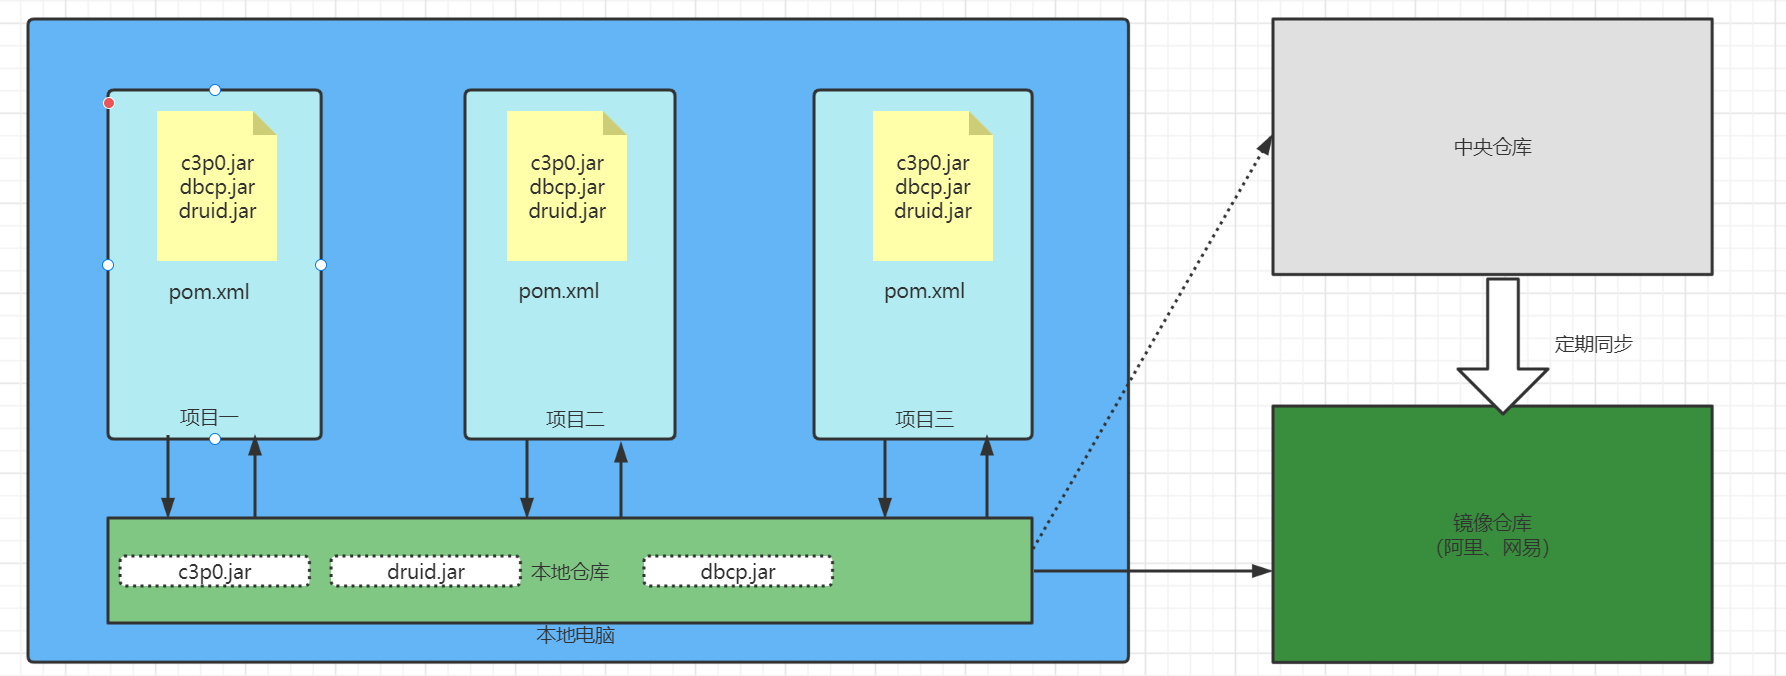 c3p0.jar
dbcp.jar
druid.jar
pom.xml
项目一
c3p0.jar
dbcp.jar
druid.jar
pom.xml
项目二
c3p0.jar
dbcp.jar
druid.jar
pom.xml
项目三
c3p0.jar
druid.jar
本地仓库
dbcp.jar
本地电脑
中央仓库
定期同步
镜像仓库
（阿里、网易）